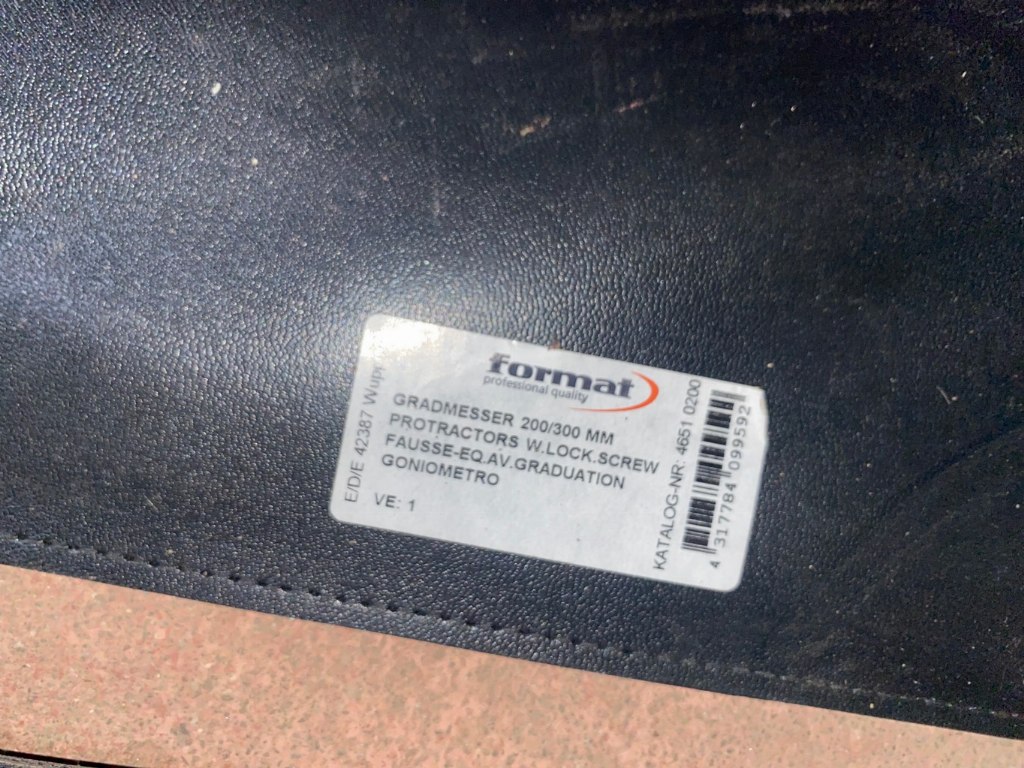 format
professional quality
GRADMESSER 200/300 MM
PROTRACTORS W.LOCK.SCREW
FAUSSE-EQ.AV.GRADUATION
GONIOMETRO
VE: 1
E/D/E 42387 Wupp
KATALOG-NR: 4651 0200
4 317784 099592